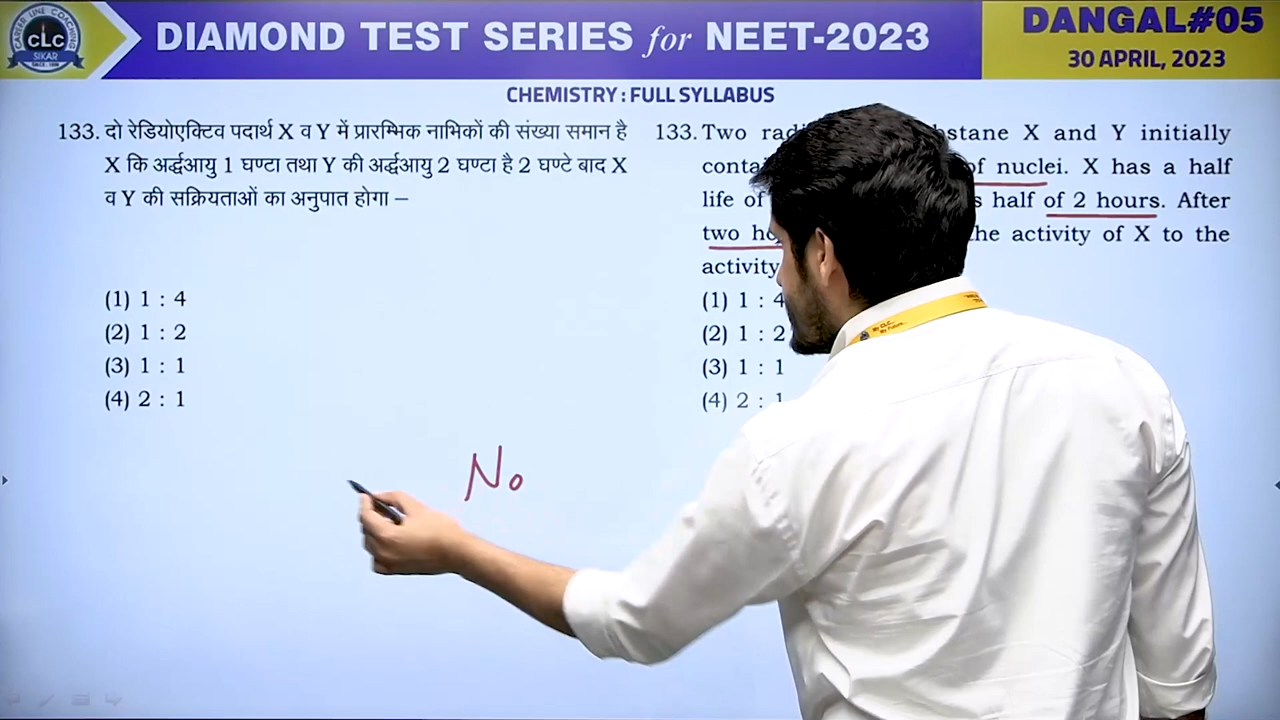 CAREER LINE COACHING
CLC
SIKAR
DIAMOND TEST SERIES for NEET-2023
DANGAL#05
30 APRIL, 2023
CHEMISTRY : FULL SYLLABUS
133. दो रेडियोएक्टिव पदार्थ X व Y में प्रारम्भिक नाभिकों की संख्या समान है
X कि अर्द्धआयु 1 घण्टा तथा Y की अर्द्धआयु 2 घण्टा है 2 घण्टे बाद X
व Y की सक्रियताओं का अनुपात होगा –
(1) 1 : 4
(2) 1 : 2
(3) 1 : 1
(4) 2 : 1
133. Two X and Y initially
of nuclei. X has a half
life of half of 2 hours. After
two the activity of X to the
activity
(1) 1 : 4
(2) 1 : 2
(3) 1 : 1
(4) 2 : 1
No